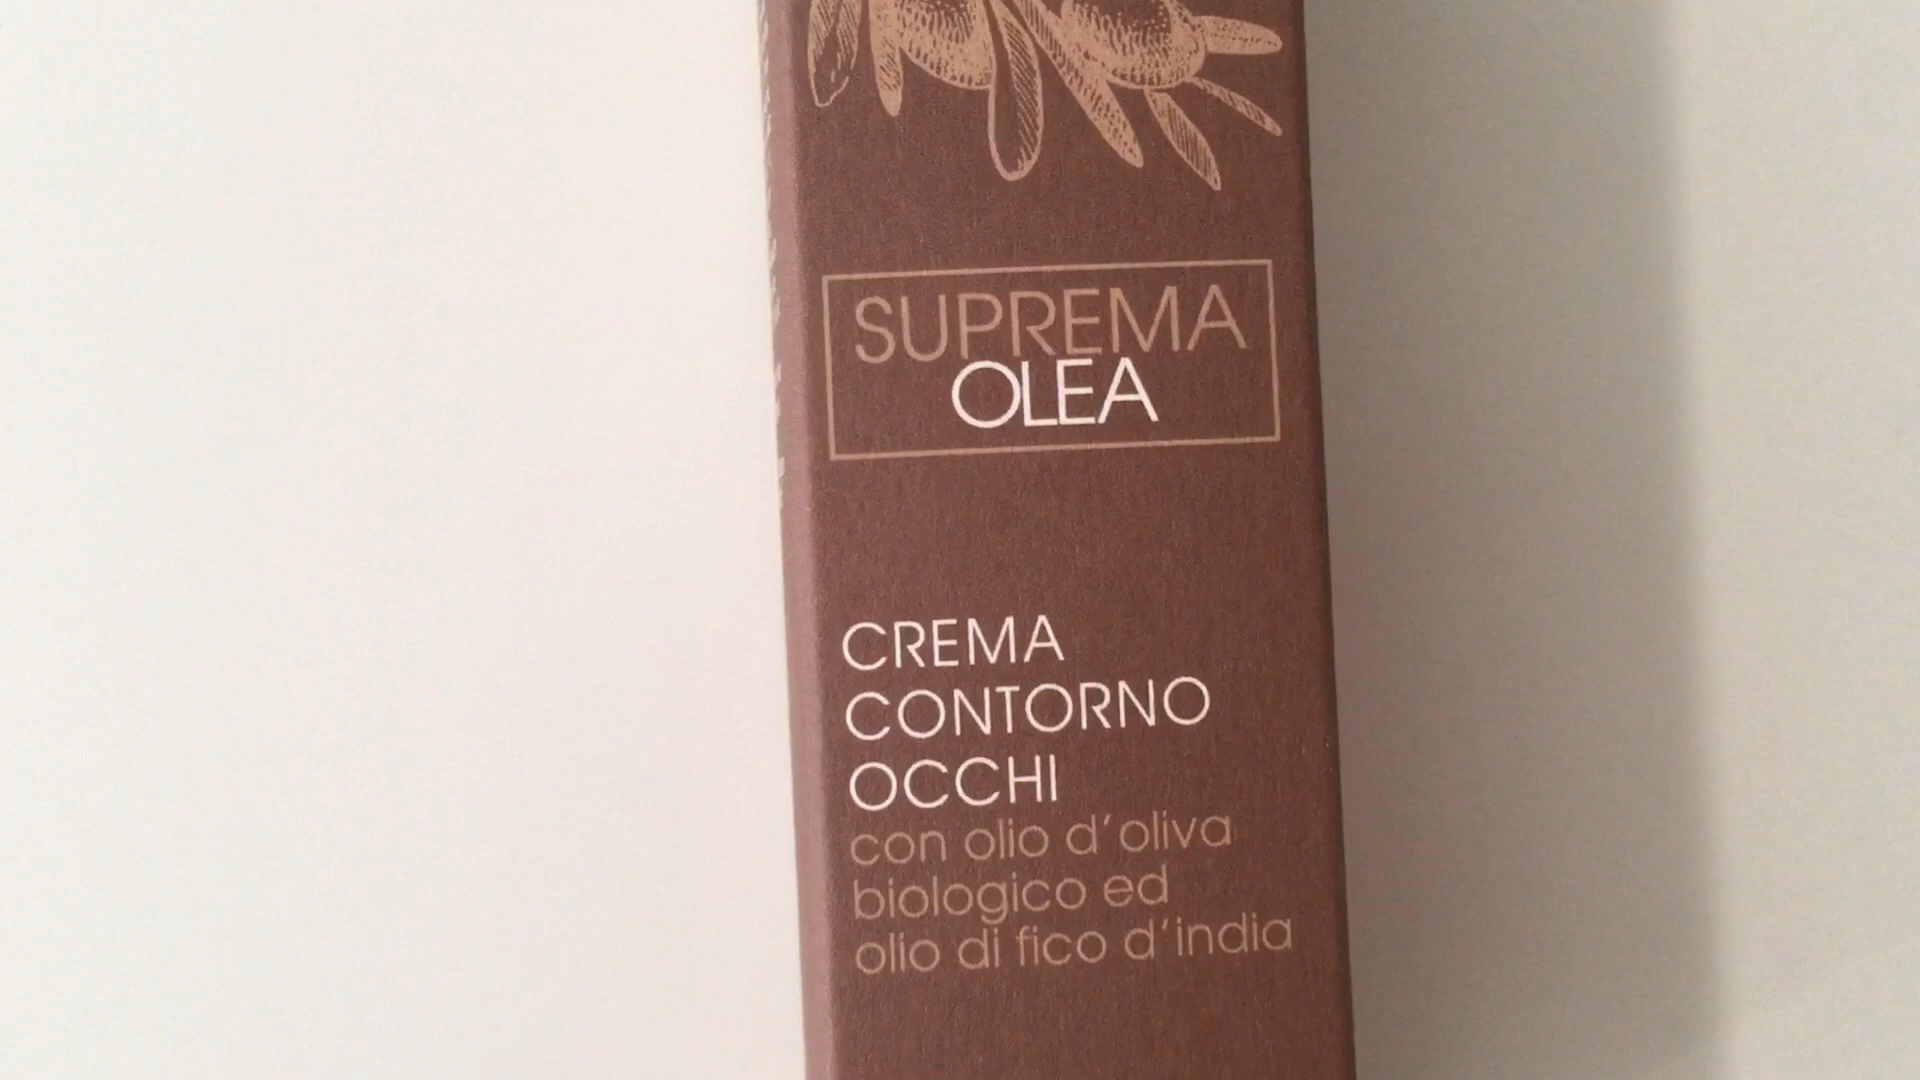 SUPREMA
OLEA
CREMA
CONTORNO
OCCHI
con olio d'oliva
biologico ed
olio di fico d'india